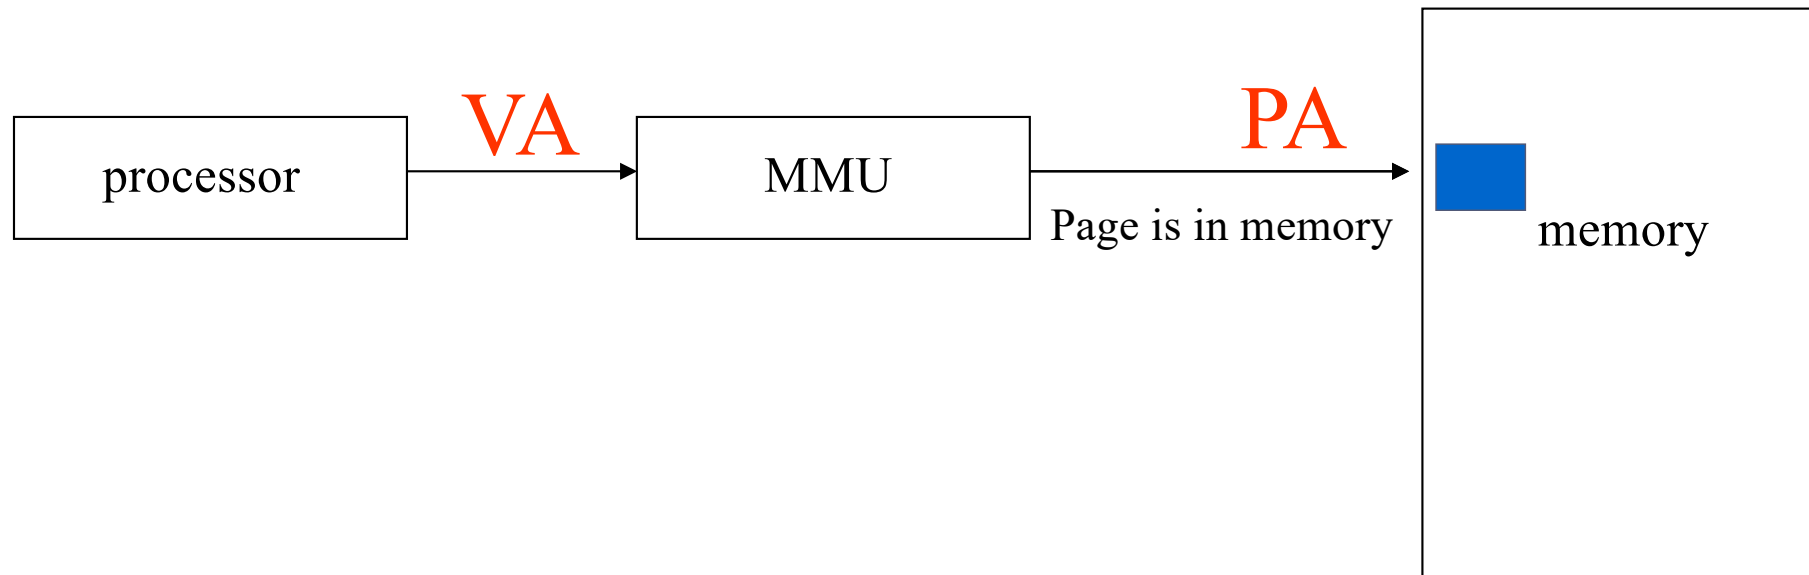 VA
PA
processor
MMU
Page is in memory
memory